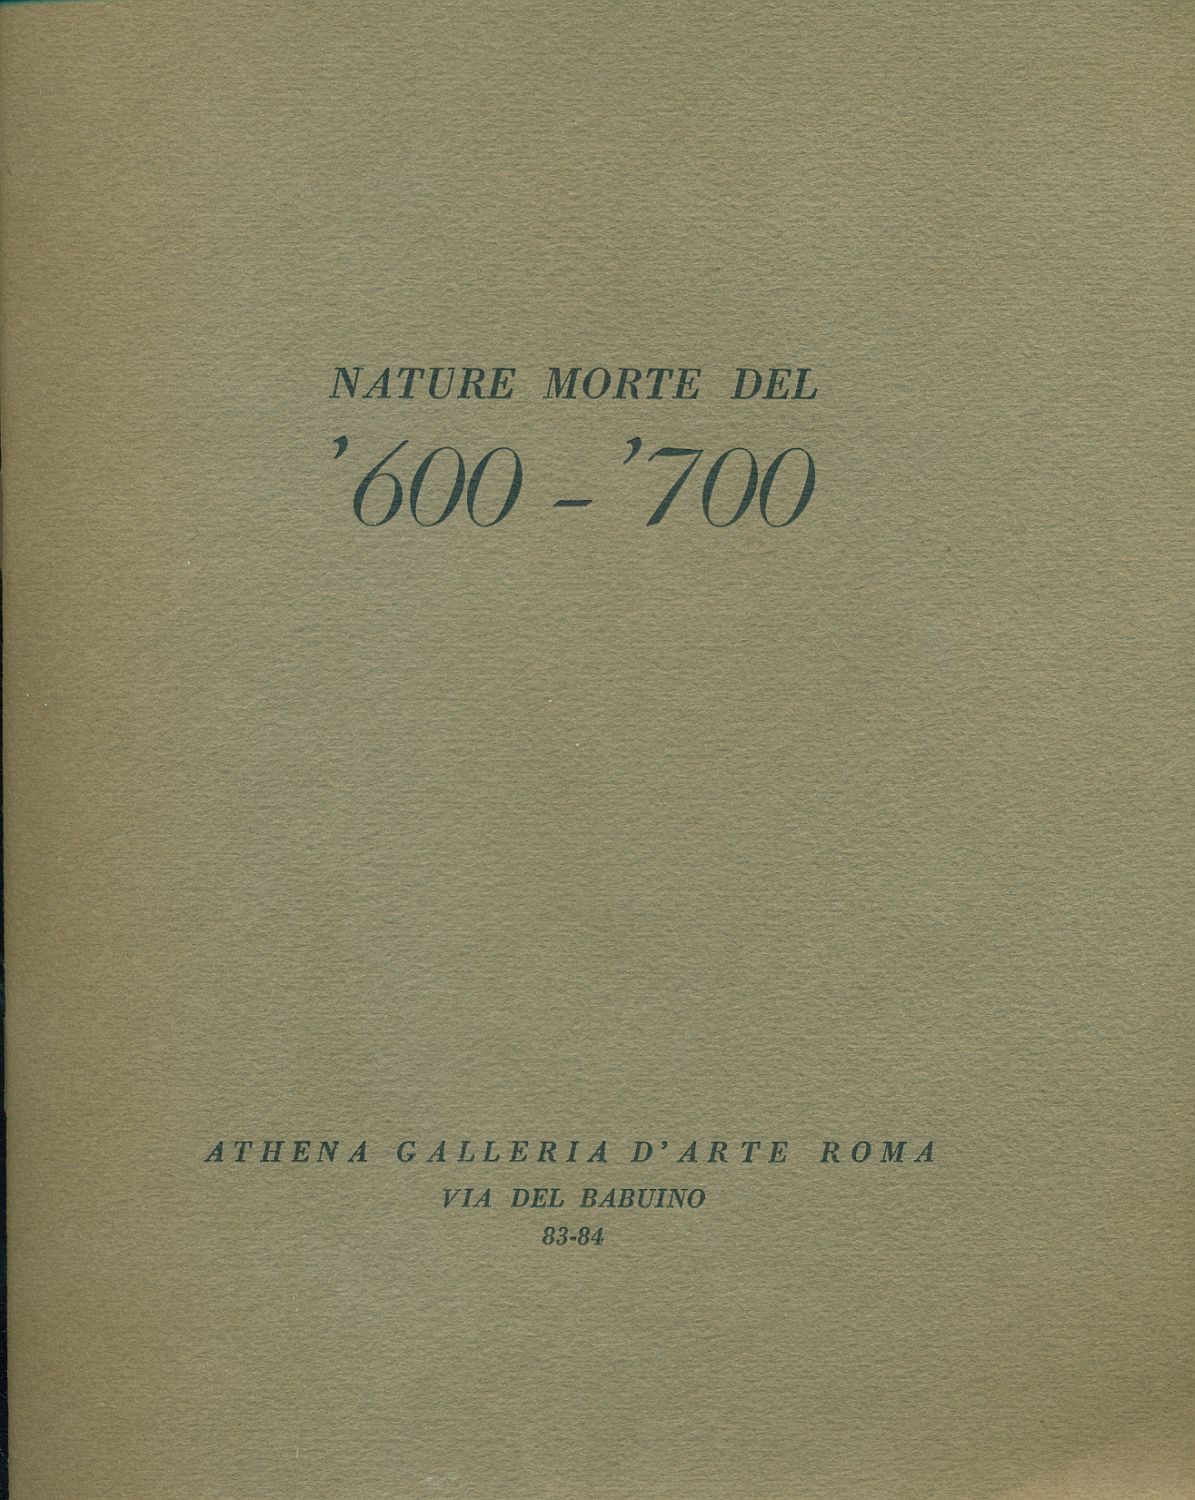 NATURE MORTE DEL
’600 - ’700
ATHENA GALLERIA D’ARTE ROMA
VIA DEL BABUINO
83-84